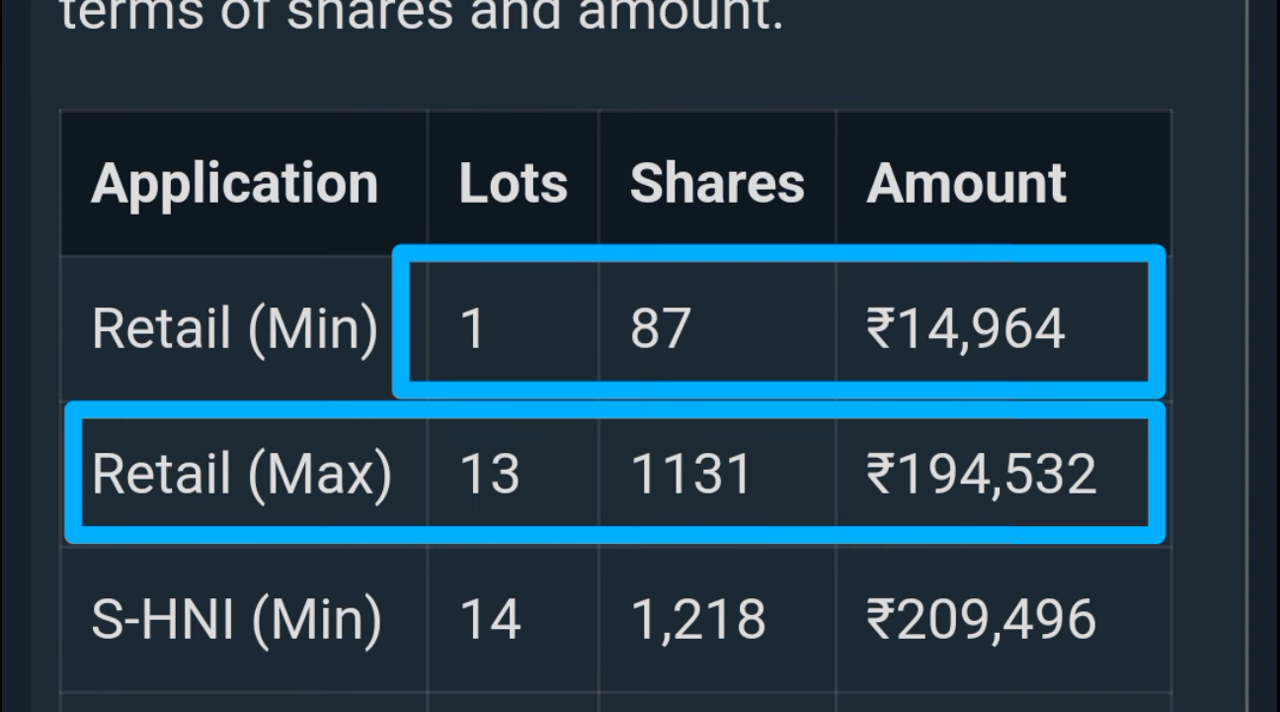 terms of shares and amount.
Application Lots Shares Amount
Retail (Min) 1 87 ₹14,964
Retail (Max) 13 1131 ₹194,532
S-HNI (Min) 14 1,218 ₹209,496